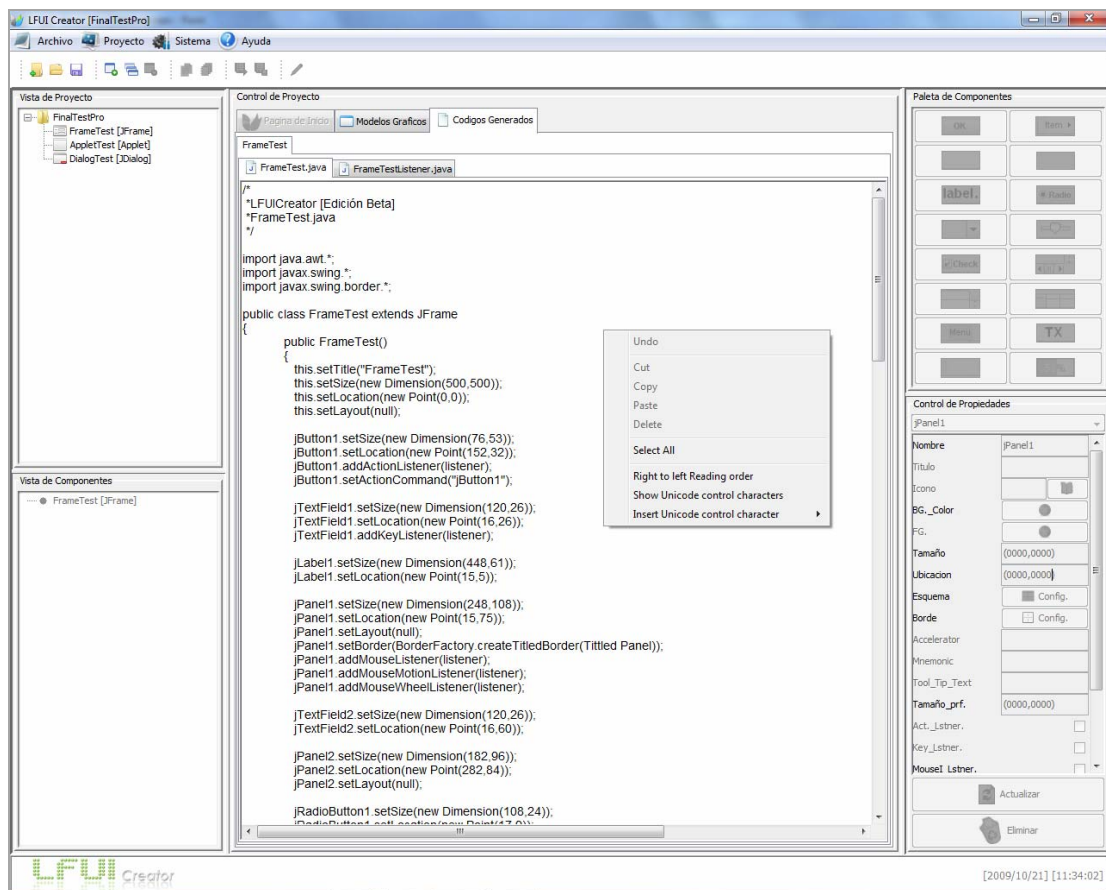 LFUI Creator [FinalTestPro]
Archivo Proyecto Sistema Ayuda
Vista de Proyecto
FinalTestPro
FrameTest [JFrame]
AppletTest [Applet]
DialogTest [JDialog]
Vista de Componentes
FrameTest [JFrame]
Control de Proyecto
Pagina de Inicio Modelos Graficos Codigos Generados
FrameTest
FrameTest.java FrameTestListener.java
/*
*LFUICreator [Edición Beta]
*FrameTest.java
*/
import java.awt.*;
import javax.swing.*;
import javax.swing.border.*;
public class FrameTest extends JFrame
{
public FrameTest()
{
this.setTitle("FrameTest");
this.setSize(new Dimension(500,500));
this.setLocation(new Point(0,0));
this.setLayout(null);
jButton1.setSize(new Dimension(76,53));
jButton1.setLocation(new Point(152,32));
jButton1.addActionListener(listener);
jButton1.setActionCommand("jButton1");
jTextField1.setSize(new Dimension(120,26));
jTextField1.setLocation(new Point(16,26));
jTextField1.addKeyListener(listener);
jLabel1.setSize(new Dimension(448,61));
jLabel1.setLocation(new Point(15,5));
jPanel1.setSize(new Dimension(248,108));
jPanel1.setLocation(new Point(15,75));
jPanel1.setLayout(null);
jPanel1.setBorder(BorderFactory.createTitledBorder(Tittled Panel));
jPanel1.addMouseListener(listener);
jPanel1.addMouseMotionListener(listener);
jPanel1.addMouseWheelListener(listener);
jTextField2.setSize(new Dimension(120,26));
jTextField2.setLocation(new Point(16,60));
jPanel2.setSize(new Dimension(182,96));
jPanel2.setLocation(new Point(282,84));
jPanel2.setLayout(null);
jRadioButton1.setSize(new Dimension(108,24));
Undo
Cut
Copy
Paste
Delete
Select All
Right to left Reading order
Show Unicode control characters
Insert Unicode control character
Paleta de Componentes
OK Item
label. Radio
Check
Menu TX
Control de Propiedades
jPanel1
Nombre jPanel1
Titulo
Icono
BG._Color
FG.
Tamaño (0000,0000)
Ubicacion (0000,0000)
Esquema Config.
Borde Config.
Accelerator
Mnemonic
Tool_Tip_Text
Tamaño_prf. (0000,0000)
Act._Lstner.
Key_Lstner.
MouseI_Lstner.
Actualizar
Eliminar
LFUI Creator
[2009/10/21] [11:34:02]